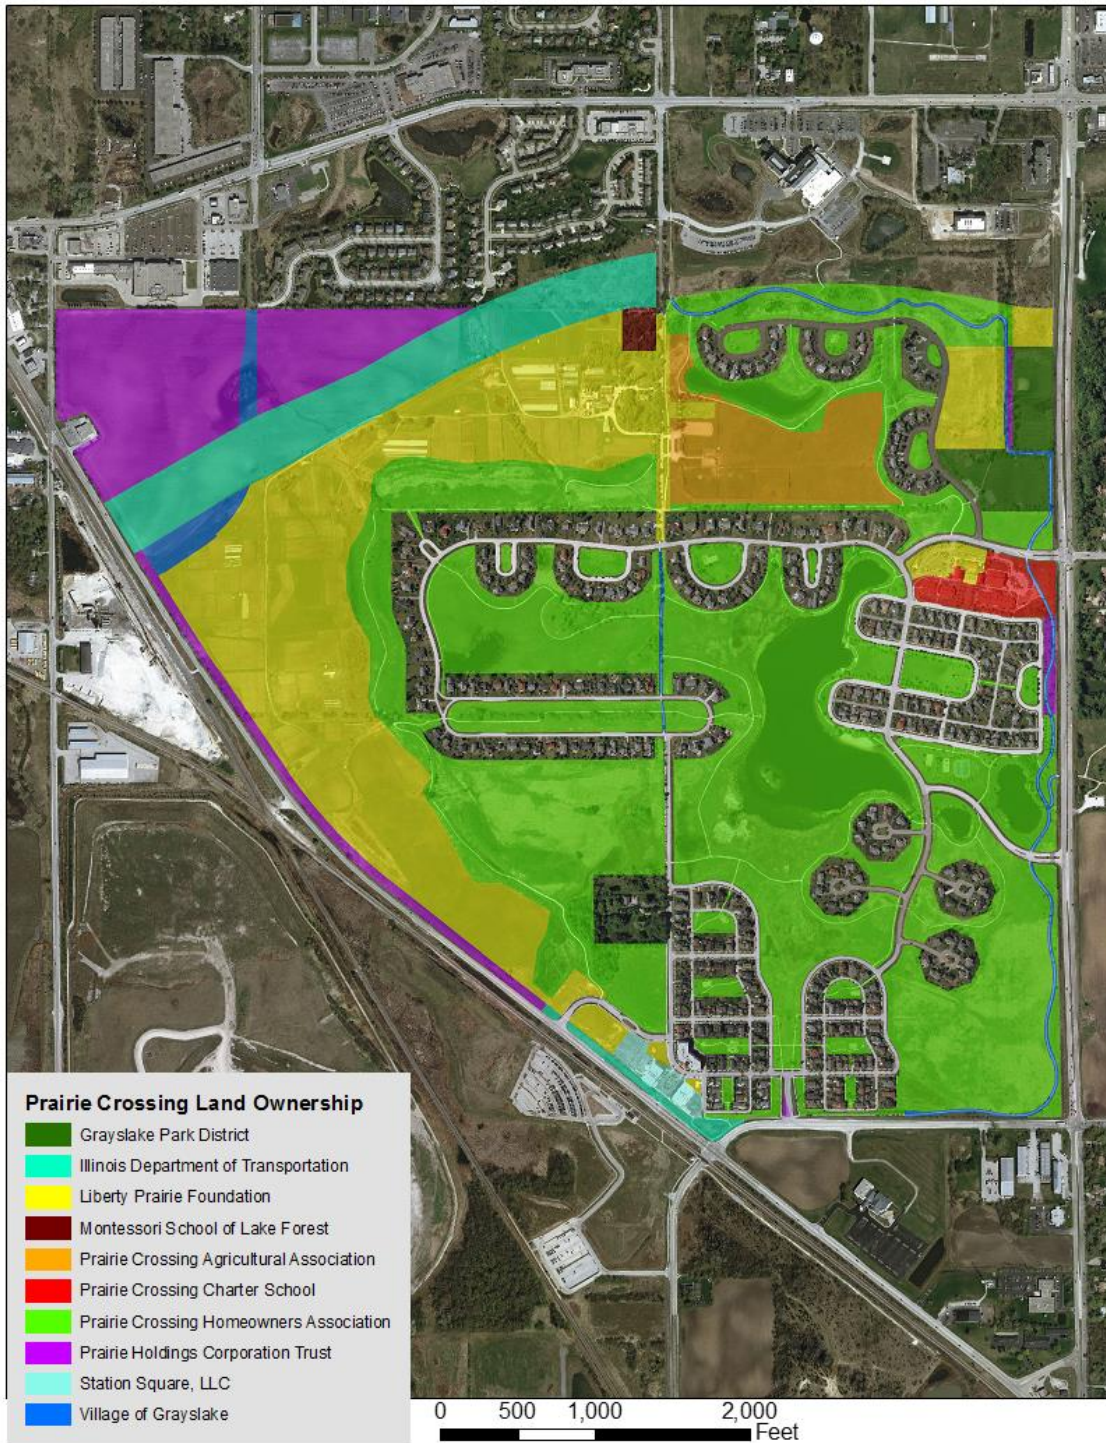 Prairie Crossing Land Ownership
Grayslake Park District
Illinois Department of Transportation
Liberty Prairie Foundation
Montessori School of Lake Forest
Prairie Crossing Agricultural Association
Prairie Crossing Charter School
Prairie Crossing Homeowners Association
Prairie Holdings Corporation Trust
Station Square, LLC
Village of Grayslake
0 500 1,000 2,000
Feet